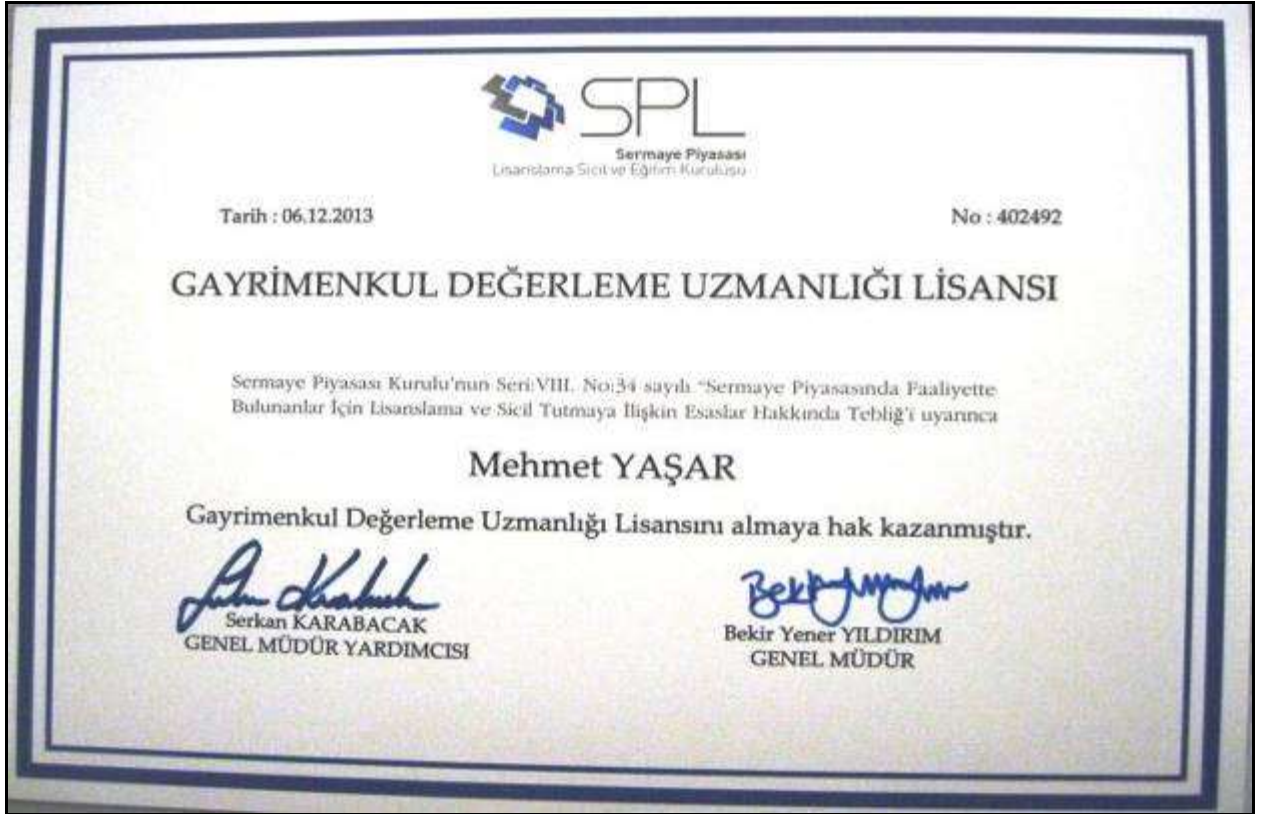 SPL
Sermaye Piyasası
Lisanslama Sicil ve Eğitim Kuruluşu
Tarih : 06.12.2013
No : 402492
GAYRİMENKUL DEĞERLEME UZMANLIĞI LİSANSI
Sermaye Piyasası Kurulu'nun Seri:VIII, No:34 sayılı "Sermaye Piyasasında Faaliyette
Bulunanlar İçin Lisanslama ve Sicil Tutmaya İlişkin Esaslar Hakkında Tebliğ'i uyarınca
Mehmet YAŞAR
Gayrimenkul Değerleme Uzmanlığı Lisansını almaya hak kazanmıştır.
Serkan KARABACAK
GENEL MÜDÜR YARDIMCISI
Bekir Yener YILDIRIM
GENEL MÜDÜR